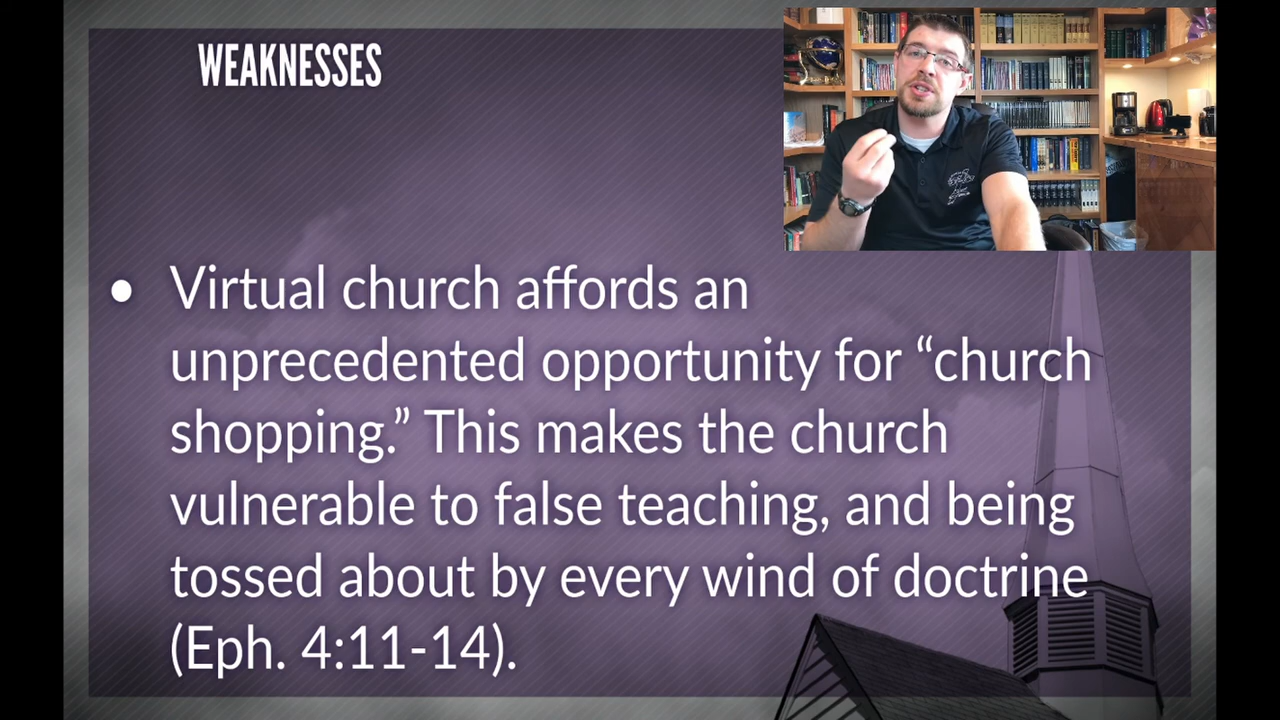 WEAKNESSES
• Virtual church affords an
unprecedented opportunity for “church
shopping.” This makes the church
vulnerable to false teaching, and being
tossed about by every wind of doctrine
(Eph. 4:11-14).